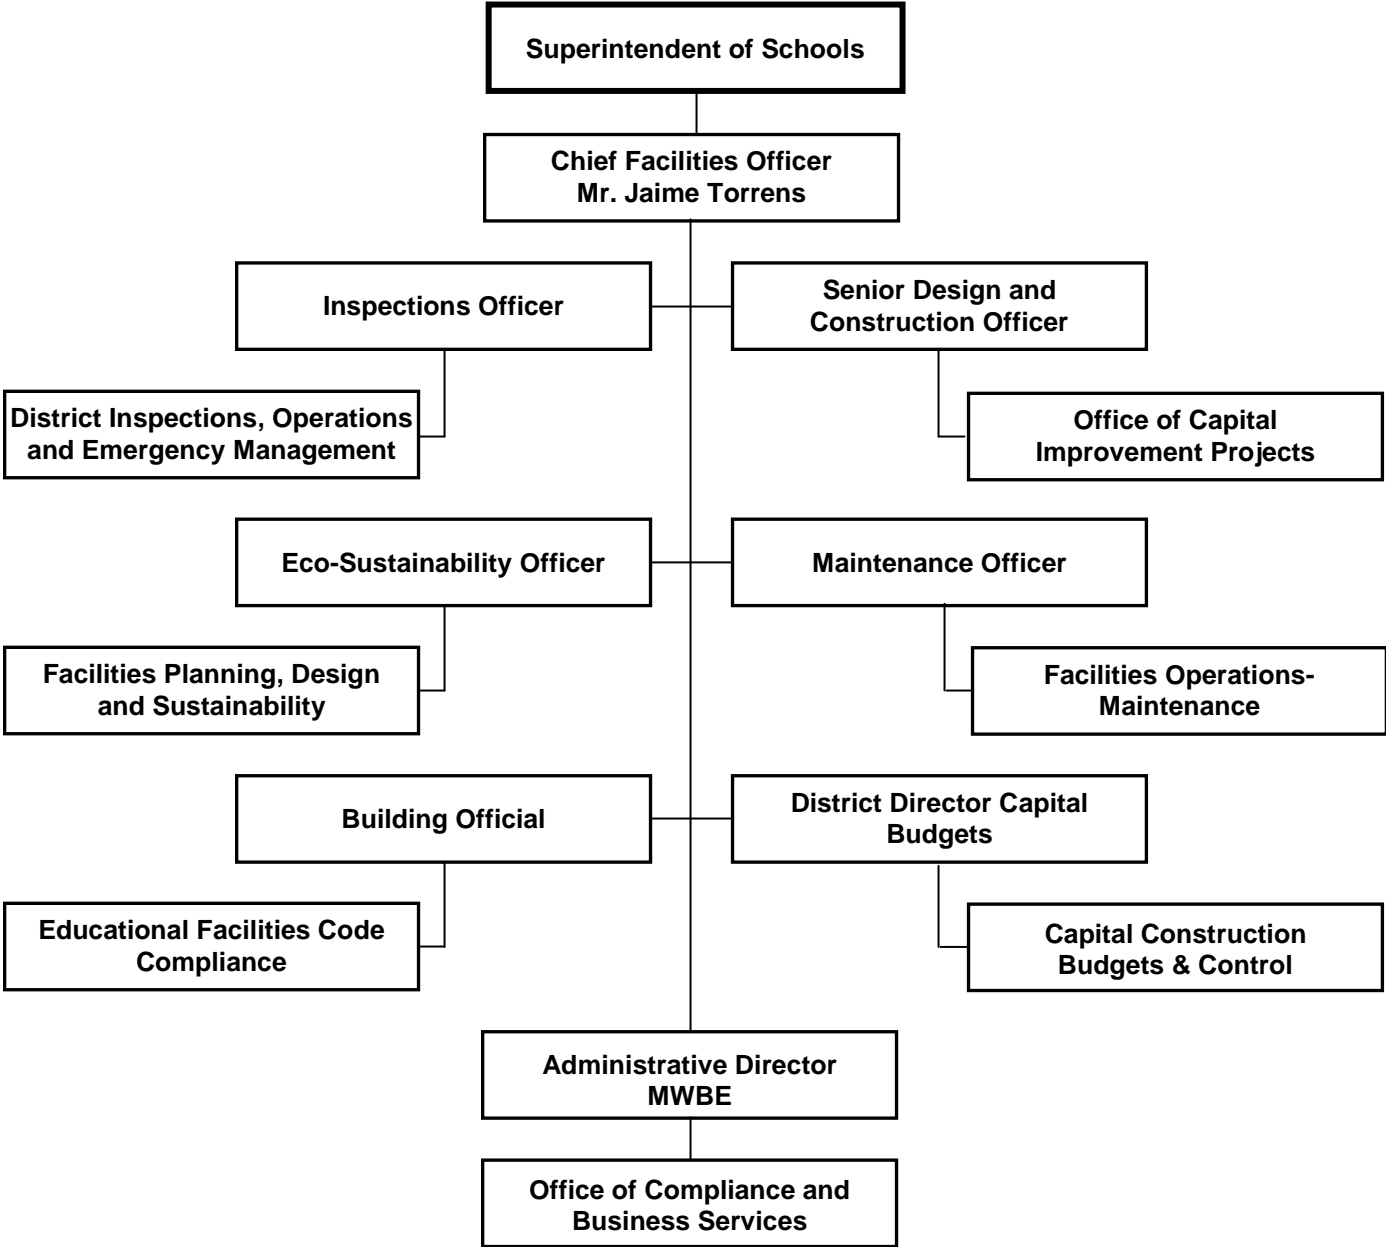 Superintendent of Schools
Chief Facilities Officer
Mr. Jaime Torrens
Inspections Officer
Senior Design and
Construction Officer
District Inspections, Operations
and Emergency Management
Office of Capital
Improvement Projects
Eco-Sustainability Officer
Maintenance Officer
Facilities Planning, Design
and Sustainability
Facilities Operations-
Maintenance
Building Official
District Director Capital
Budgets
Educational Facilities Code
Compliance
Capital Construction
Budgets & Control
Administrative Director
MWBE
Office of Compliance and
Business Services